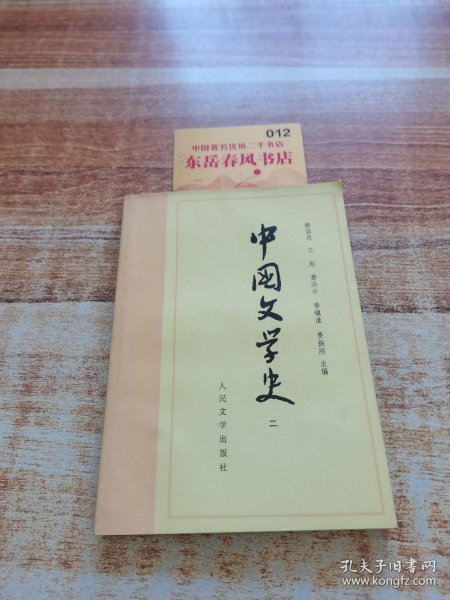 012
中国著名优质二手书店
东岳春风书店
游国恩 王起 萧涤非 季镇淮 费振刚 主编
中国文学史
二
人民文学出版社
孔夫子旧书网
www.kongfz.com